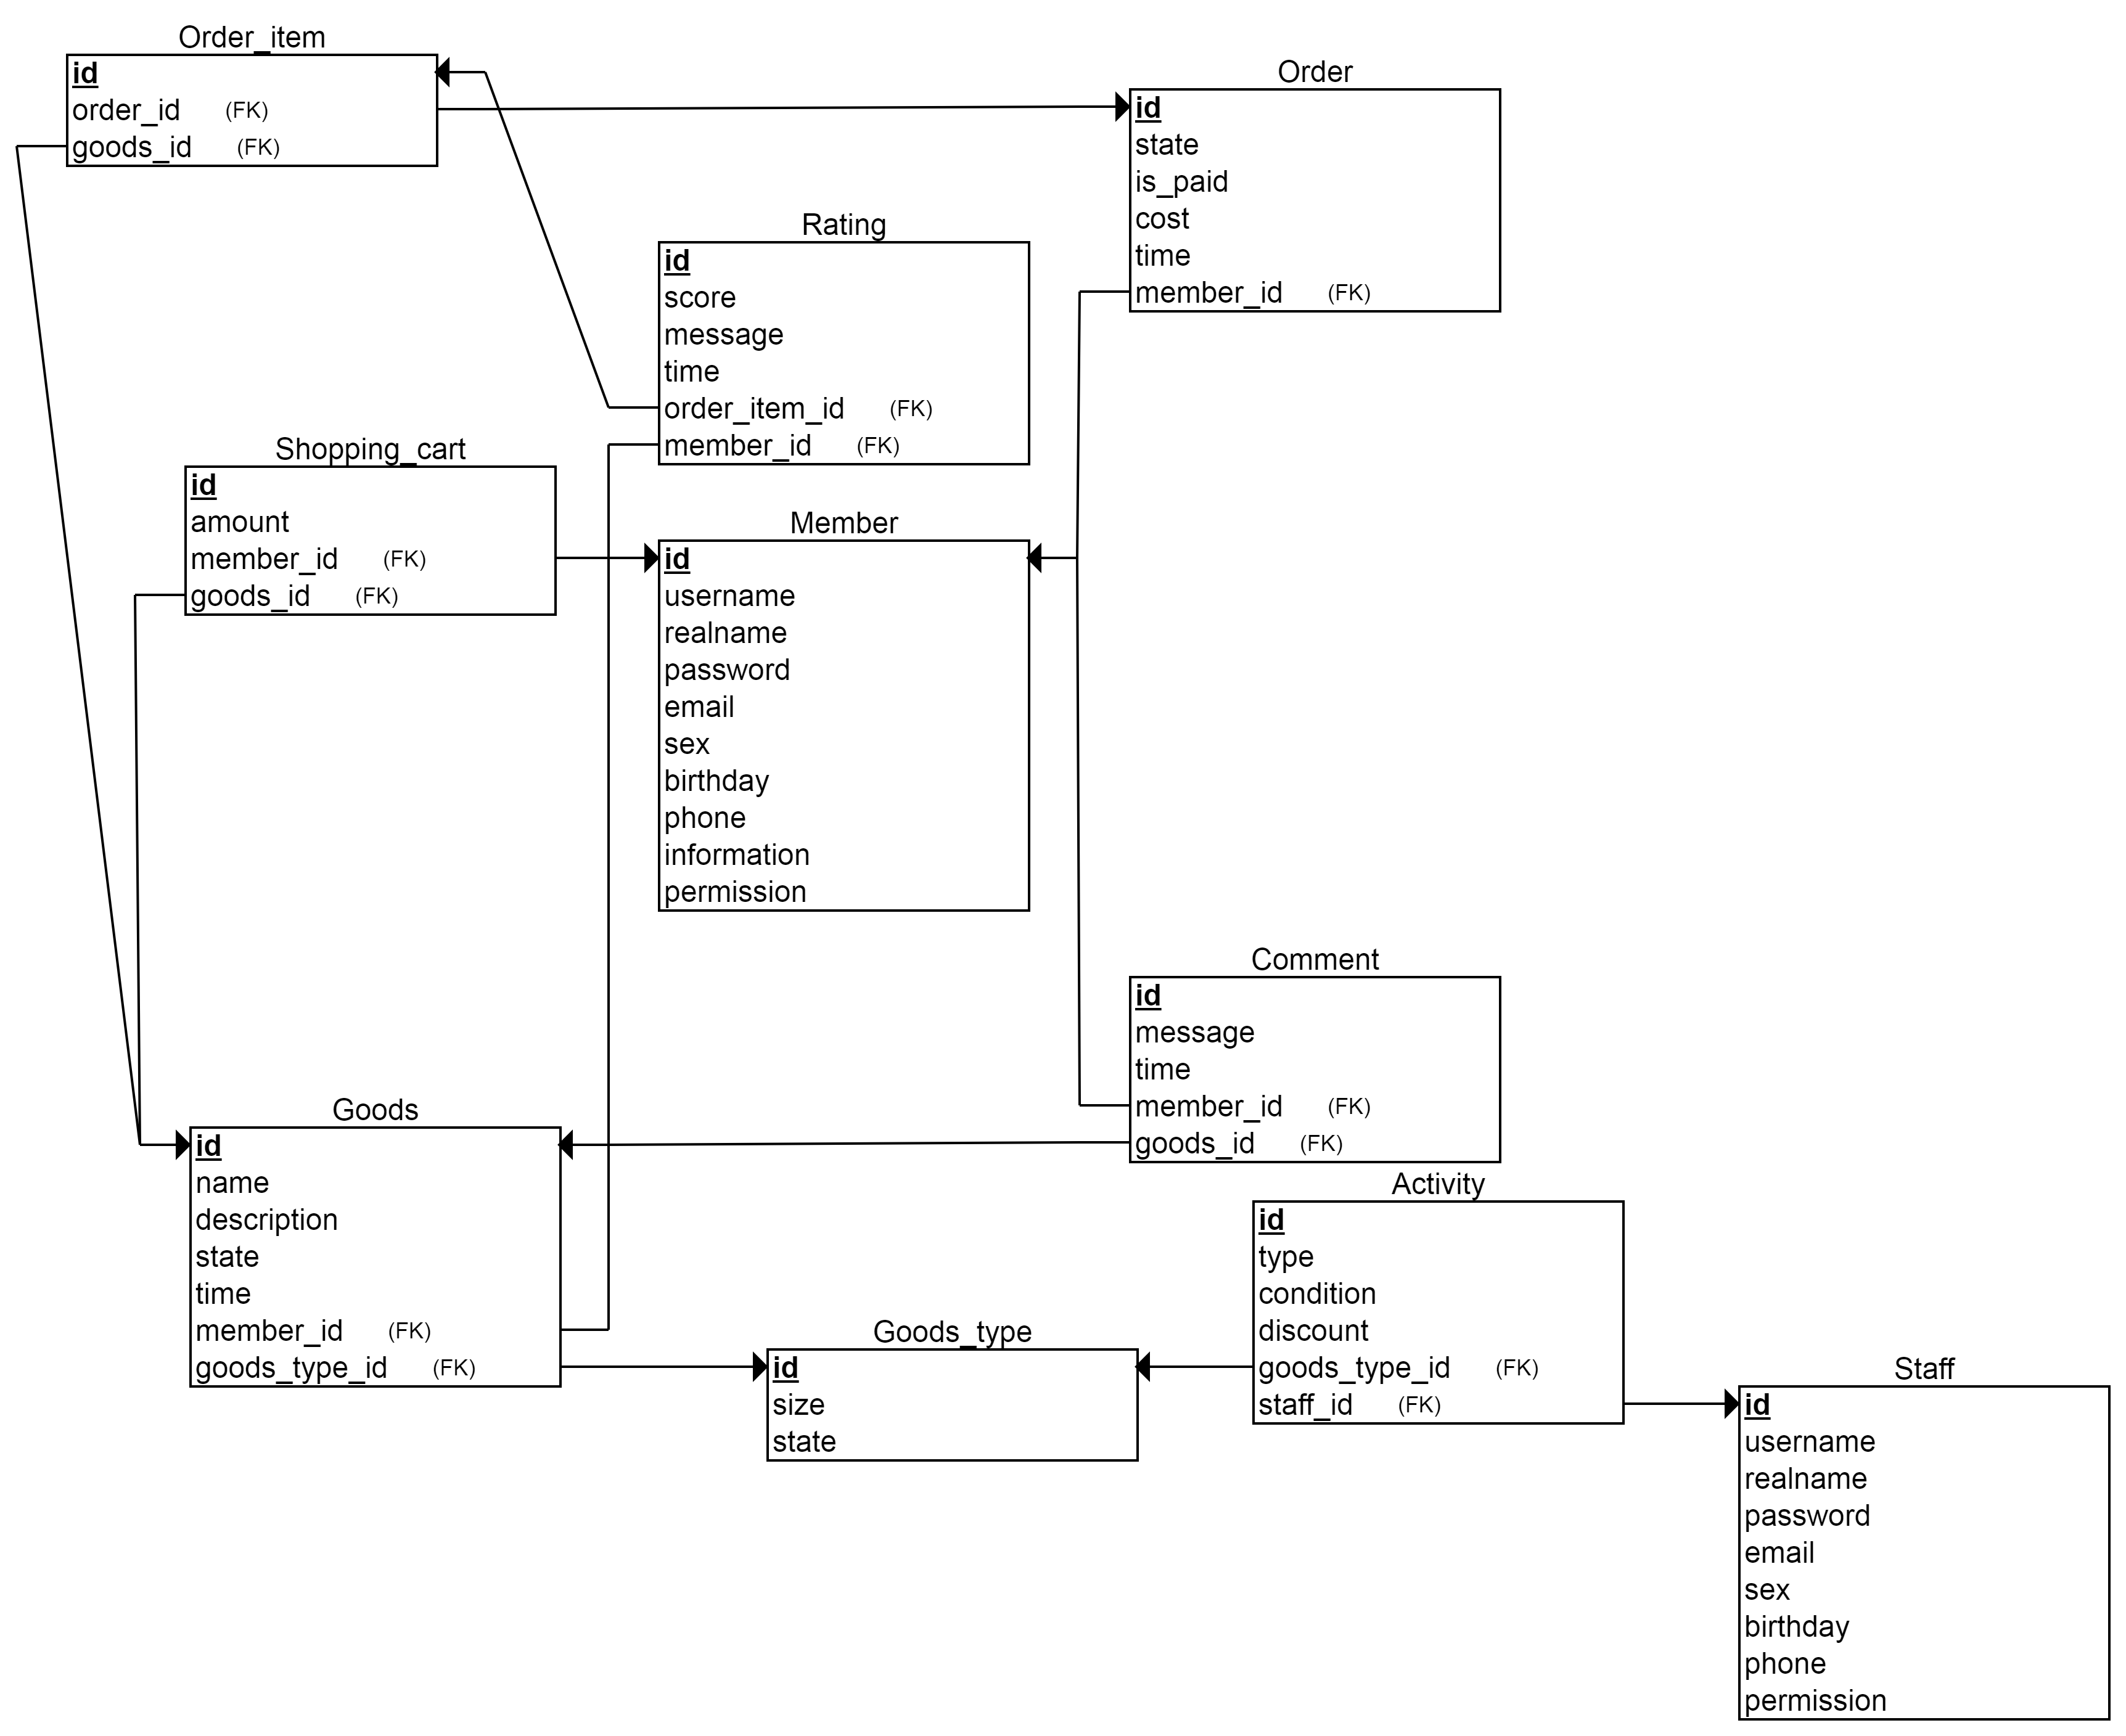 Order_item
id
order_id (FK)
goods_id (FK)
Order
id
state
is_paid
cost
time
member_id (FK)
Rating
id
score
message
time
order_item_id (FK)
member_id (FK)
Shopping_cart
id
amount
member_id (FK)
goods_id (FK)
Member
id
username
realname
password
email
sex
birthday
phone
information
permission
Comment
id
message
time
member_id (FK)
goods_id (FK)
Goods
id
name
description
state
time
member_id (FK)
goods_type_id (FK)
Activity
id
type
condition
discount
goods_type_id (FK)
staff_id (FK)
Goods_type
id
size
state
Staff
id
username
realname
password
email
sex
birthday
phone
permission